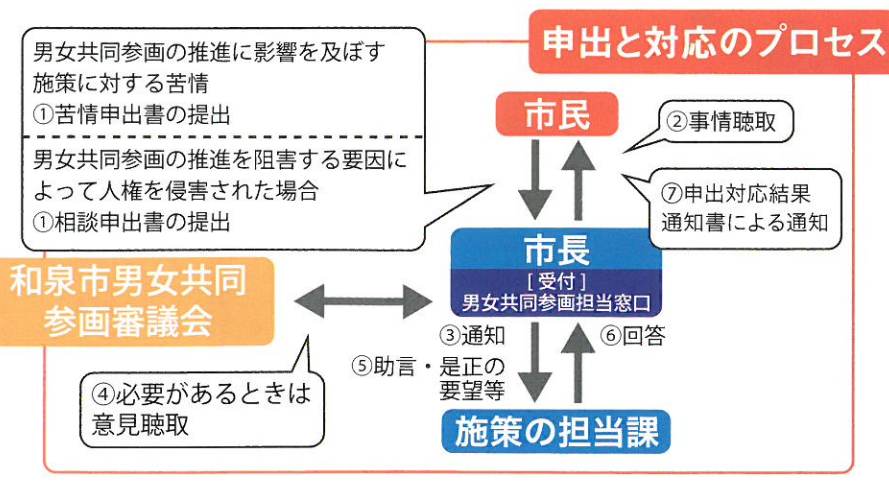 申出と対応のプロセス
男女共同参画の推進に影響を及ぼす
施策に対する苦情
①苦情申出書の提出
男女共同参画の推進を阻害する要因に
よって人権を侵害された場合
①相談申出書の提出
市民
②事情聴取
⑦申出対応結果
通知書による通知
市長
[ 受付 ]
男女共同参画担当窓口
和泉市男女共同
参画審議会
④必要があるときは
意見聴取
③通知
⑤助言・是正の
要望等
⑥回答
施策の担当課